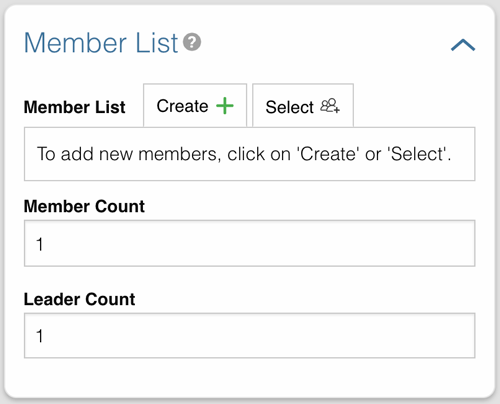 Member List ?
Member List Create + Select
To add new members, click on 'Create' or 'Select'.
Member Count
1
Leader Count
1